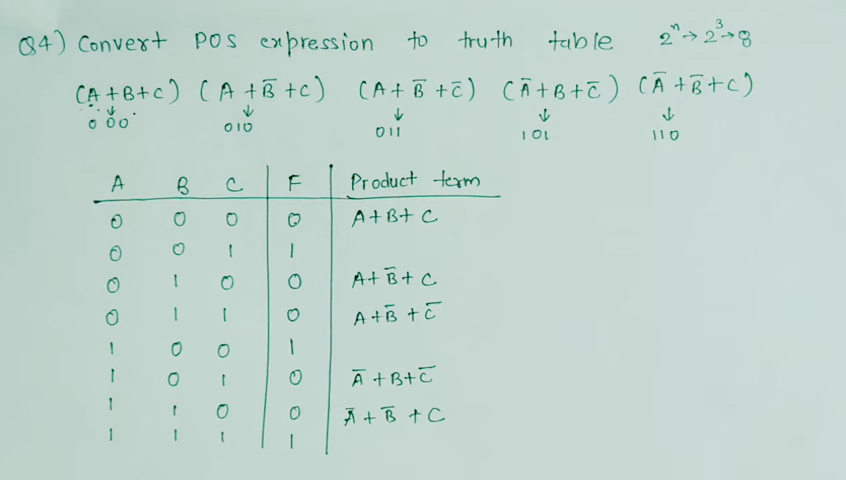 Q4) Convert POS expression to truth table 2ⁿ→2³→8
(A+B+C) (A+B̅+C) (A+B̅+C̅) (A̅+B+C̅) (A̅+B̅+C)
↓ ↓ ↓ ↓ ↓
000 010 011 101 110
A B C F Product term
0 0 0 0 A+B+C
0 0 1 1
0 1 0 0 A+B̅+C
0 1 1 0 A+B̅+C̅
1 0 0 1
1 0 1 0 A̅+B+C̅
1 1 0 0 A̅+B̅+C
1 1 1 1